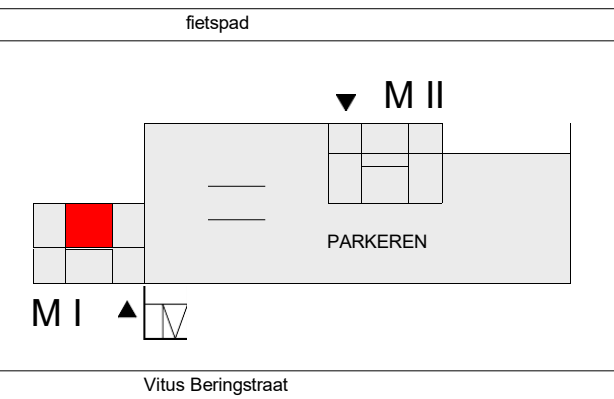 fietspad
M II
PARKEREN
M I
Vitus Beringstraat